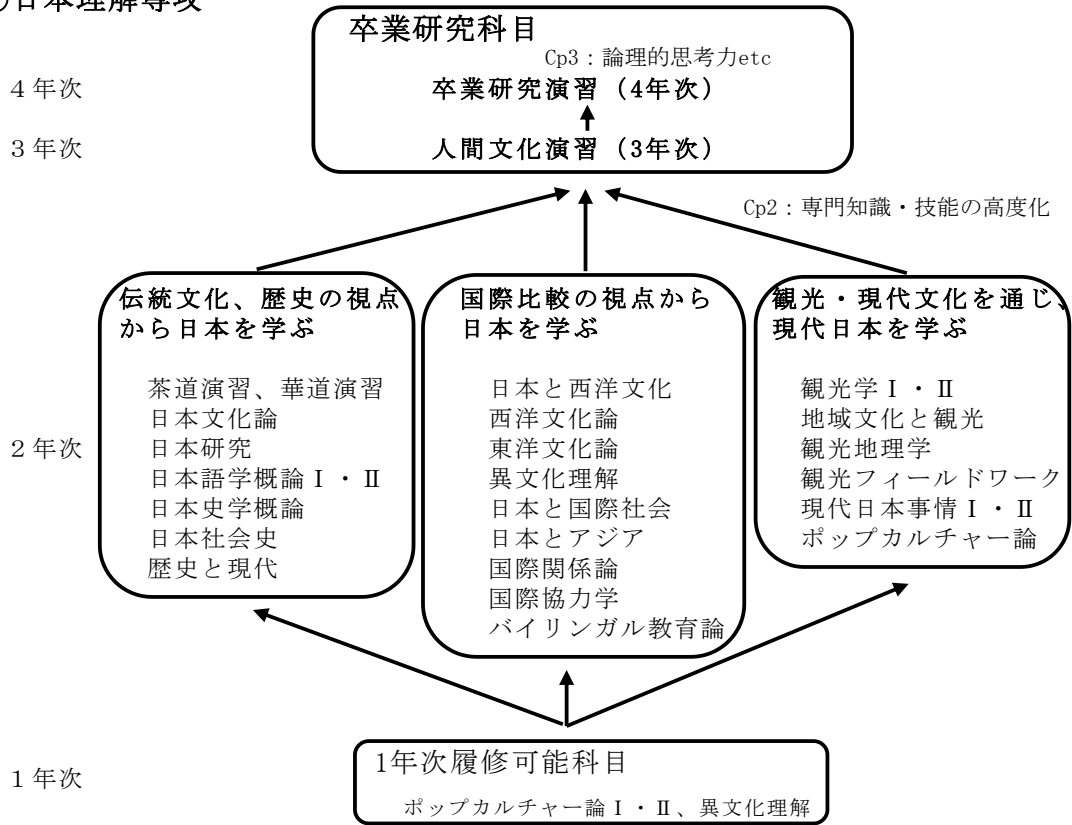 日本理解専攻
卒業研究科目
Cp3：論理的思考力etc
4年次
卒業研究演習（4年次）
3年次
人間文化演習（3年次）
Cp2：専門知識・技能の高度化
伝統文化、歴史の視点
から日本を学ぶ
茶道演習、華道演習
日本文化論
日本研究
日本語学概論Ⅰ・Ⅱ
日本史学概論
日本社会史
歴史と現代
国際比較の視点から
日本を学ぶ
日本と西洋文化
西洋文化論
東洋文化論
異文化理解
日本と国際社会
日本とアジア
国際関係論
国際協力学
バイリンガル教育論
観光・現代文化を通じ、
現代日本を学ぶ
観光学Ⅰ・Ⅱ
地域文化と観光
観光地理学
観光フィールドワーク
現代日本事情Ⅰ・Ⅱ
ポップカルチャー論
2年次
1年次
1年次履修可能科目
ポップカルチャー論Ⅰ・Ⅱ、異文化理解